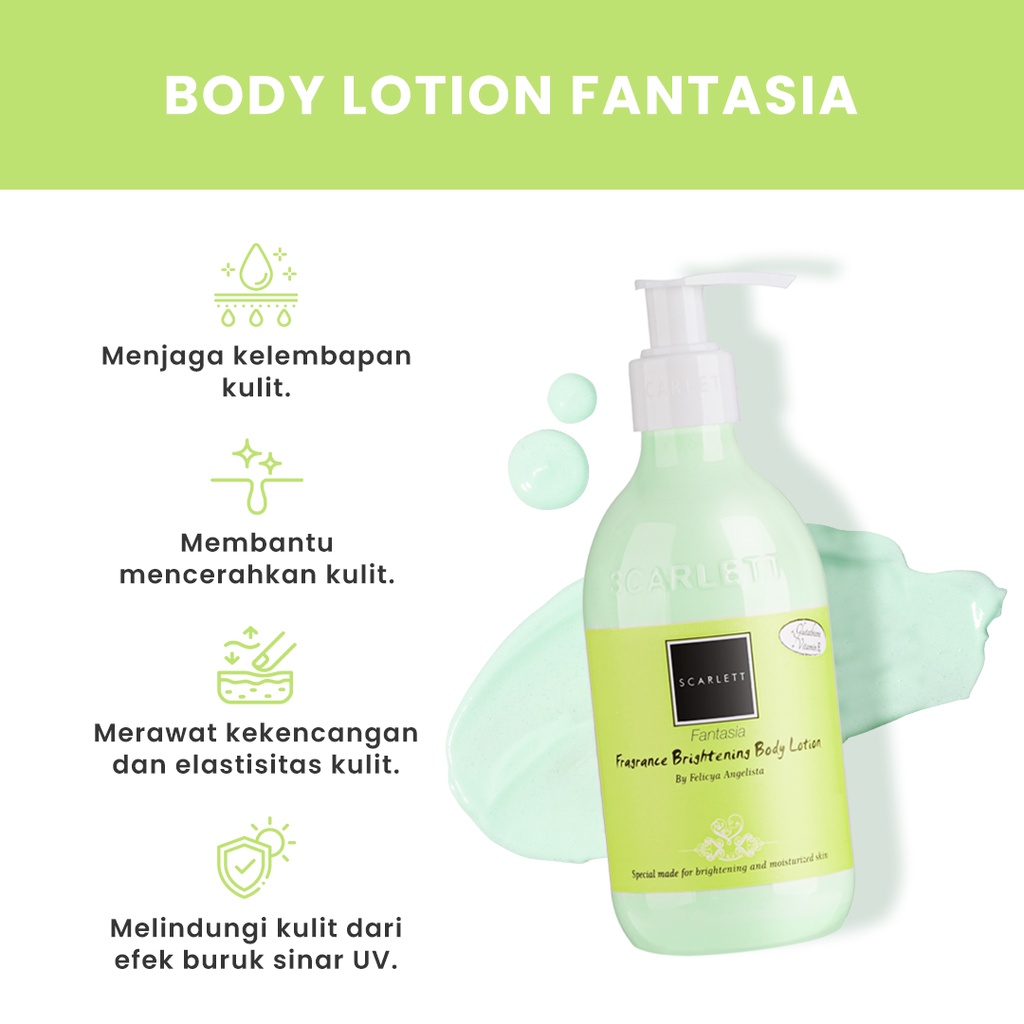 BODY LOTION FANTASIA
Menjaga kelembapan
kulit.
Membantu
mencerahkan kulit.
Merawat kekencangan
dan elastisitas kulit.
Melindungi kulit dari
efek buruk sinar UV.
SCARLETT
SCARLETT
Glutathione
Vitamin E
SCARLETT
Fantasia
Fragrance Brightening Body Lotion
By Felicya Angelista
Special made for brightening and moisturized skin